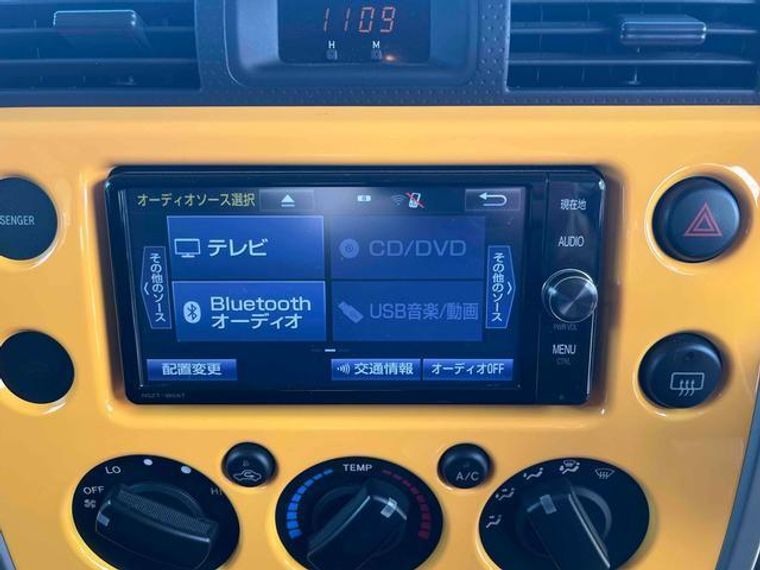 1109
H M
SENGER
オーディオソース選択
現在地
テレビ
CD/DVD
AUDIO
その他のソース
その他のソース
Bluetooth
オーディオ
USB音楽/動画
PWR VOL
MENU
配置変更
交通情報
オーディオOFF
LO
OFF
HI
TEMP
A/C